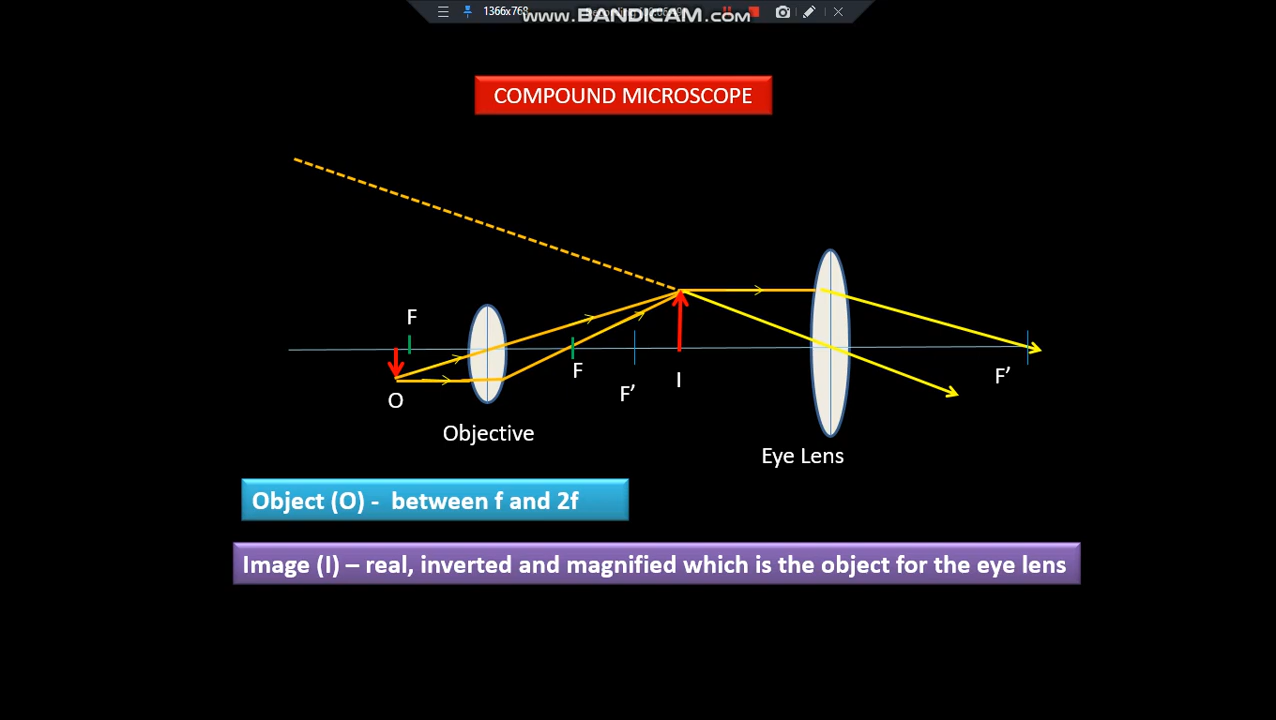 1366x768
www.BANDICAM.com
COMPOUND MICROSCOPE
F
F
F’
I
F’
O
Objective
Eye Lens
Object (O) - between f and 2f
Image (I) – real, inverted and magnified which is the object for the eye lens